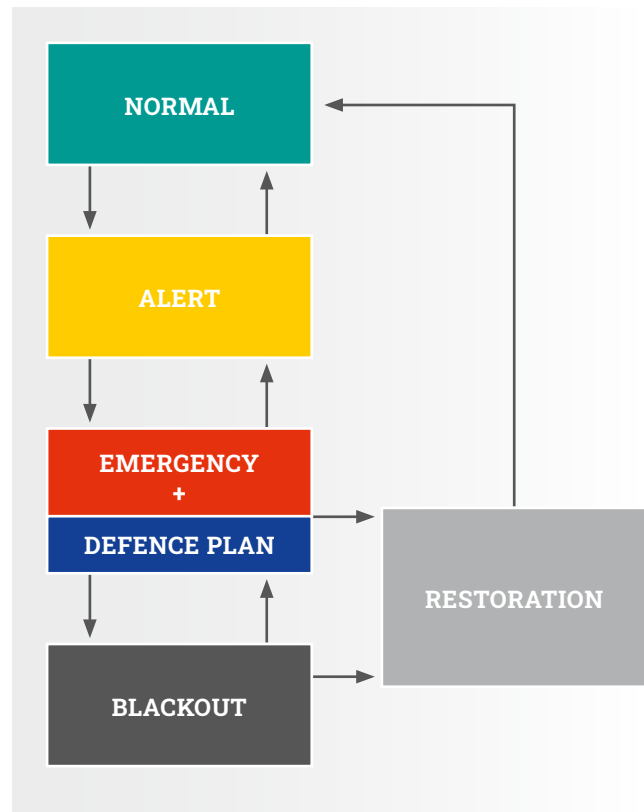 NORMAL
ALERT
EMERGENCY
+
DEFENCE PLAN
RESTORATION
BLACKOUT